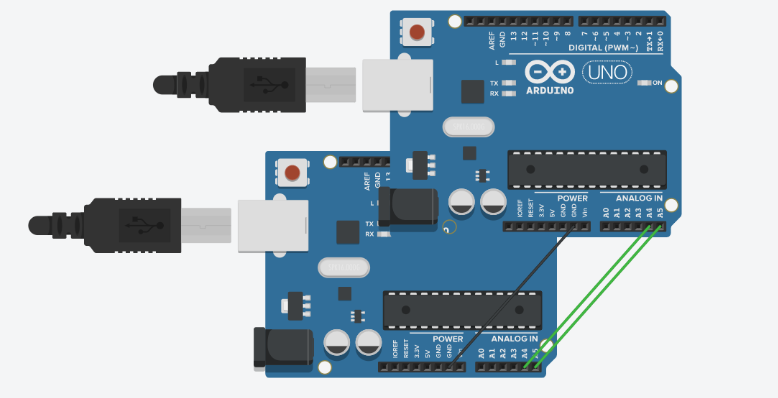 AREF
GND
13
12
~11
~10
~9
8
7
~6
~5
4
~3
2
TX→1
RX←0
DIGITAL (PWM~)
L
TX
RX
ARDUINO
UNO
ON
POWER
ANALOG IN
IOREF
RESET
3.3V
5V
GND
GND
Vin
A0
A1
A2
A3
A4
A5
AREF
GND
13
L
TX
RX
POWER
ANALOG IN
IOREF
RESET
3.3V
5V
GND
GND
A0
A1
A2
A3
A4
A5